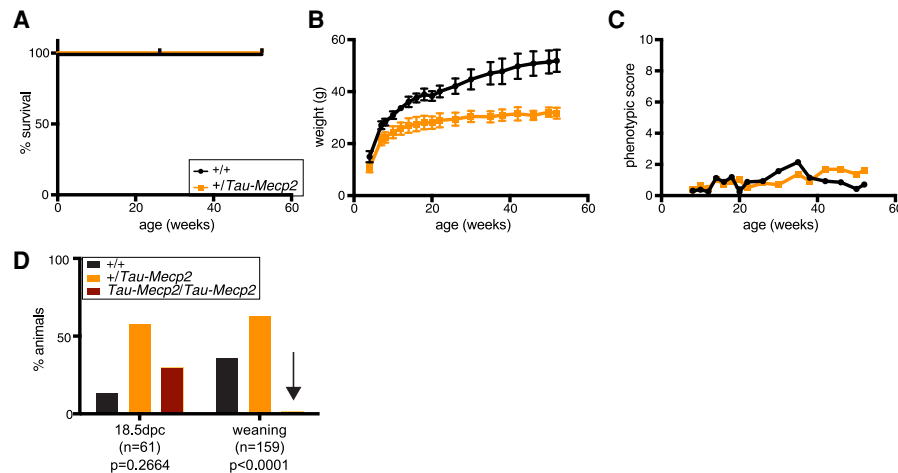 A
% survival
100
50
0
0
20
40
60
age (weeks)
+/+
+/Tau-Mecp2
B
weight (g)
60
40
20
0
0
20
40
60
age (weeks)
C
phenotypic score
10
8
6
4
2
0
0
20
40
60
age (weeks)
D
% animals
100
50
0
+/+
+/Tau-Mecp2
Tau-Mecp2/Tau-Mecp2
18.5dpc
(n=61)
p=0.2664
weaning
(n=159)
p<0.0001